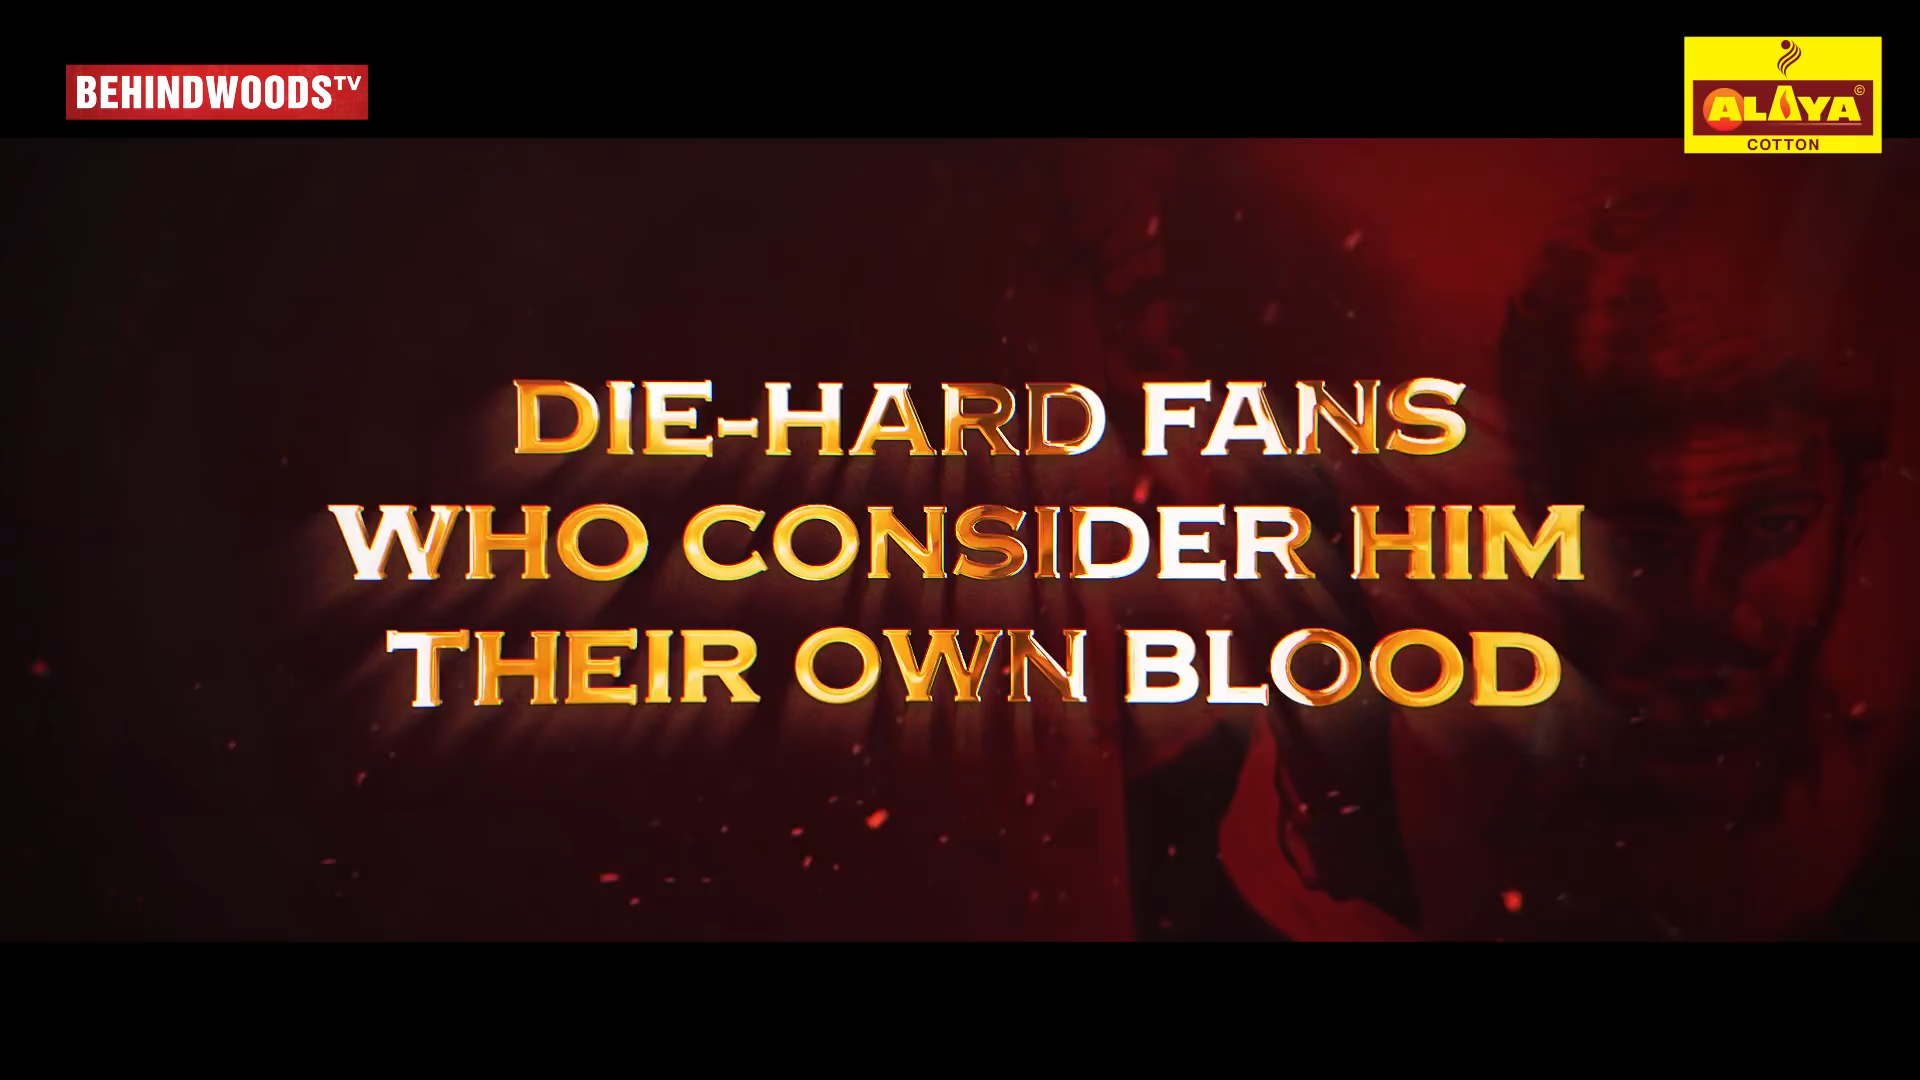 BEHINDWOODSTV
ALAYA©
COTTON
DIE-HARD FANS
WHO CONSIDER HIM
THEIR OWN BLOOD